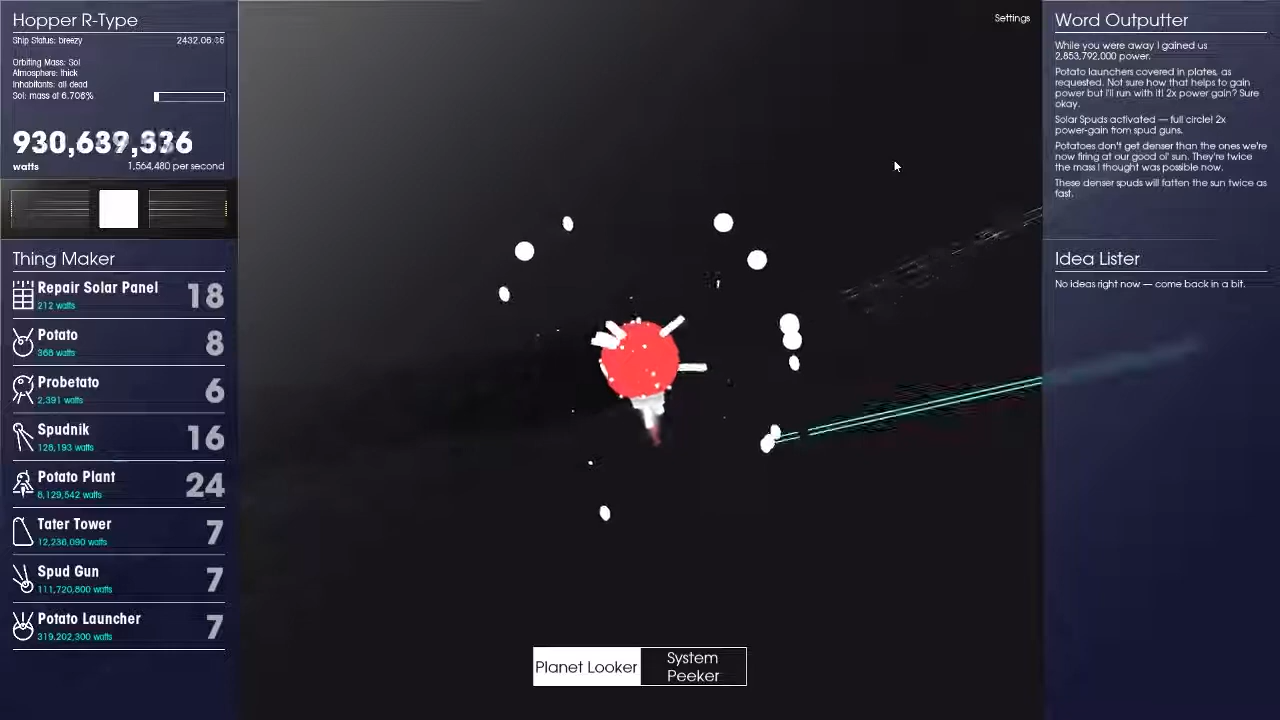 Hopper R-Type
Ship Status: breezy
Orbiting Mass: Sol
Atmosphere: thick
Inhabitants: all dead
Sol: mass at 6.706%
watts
1,564,480 per second
Thing Maker
Repair Solar Panel
212 watts
18
Potato
368 watts
8
Probetato
2,391 watts
6
Spudnik
128,193 watts
16
Potato Plant
8,129,542 watts
24
Tater Tower
12,236,090 watts
7
Spud Gun
111,720,800 watts
7
Potato Launcher
319,202,300 watts
7
Settings
Planet Looker
System
Peeker
Word Outputter
While you were away I gained us
2,853,792,000 power.
Potato launchers covered in plates, as
requested. Not sure how that helps to gain
power but I'll run with it! 2x power gain? Sure
okay.
Solar Spuds activated — full circle! 2x
power-gain from spud guns.
Potatoes don't get denser than the ones we're
now firing at our good ol' sun. They're twice
the mass I thought was possible now.
These denser spuds will fatten the sun twice as
fast.
Idea Lister
No ideas right now — come back in a bit.